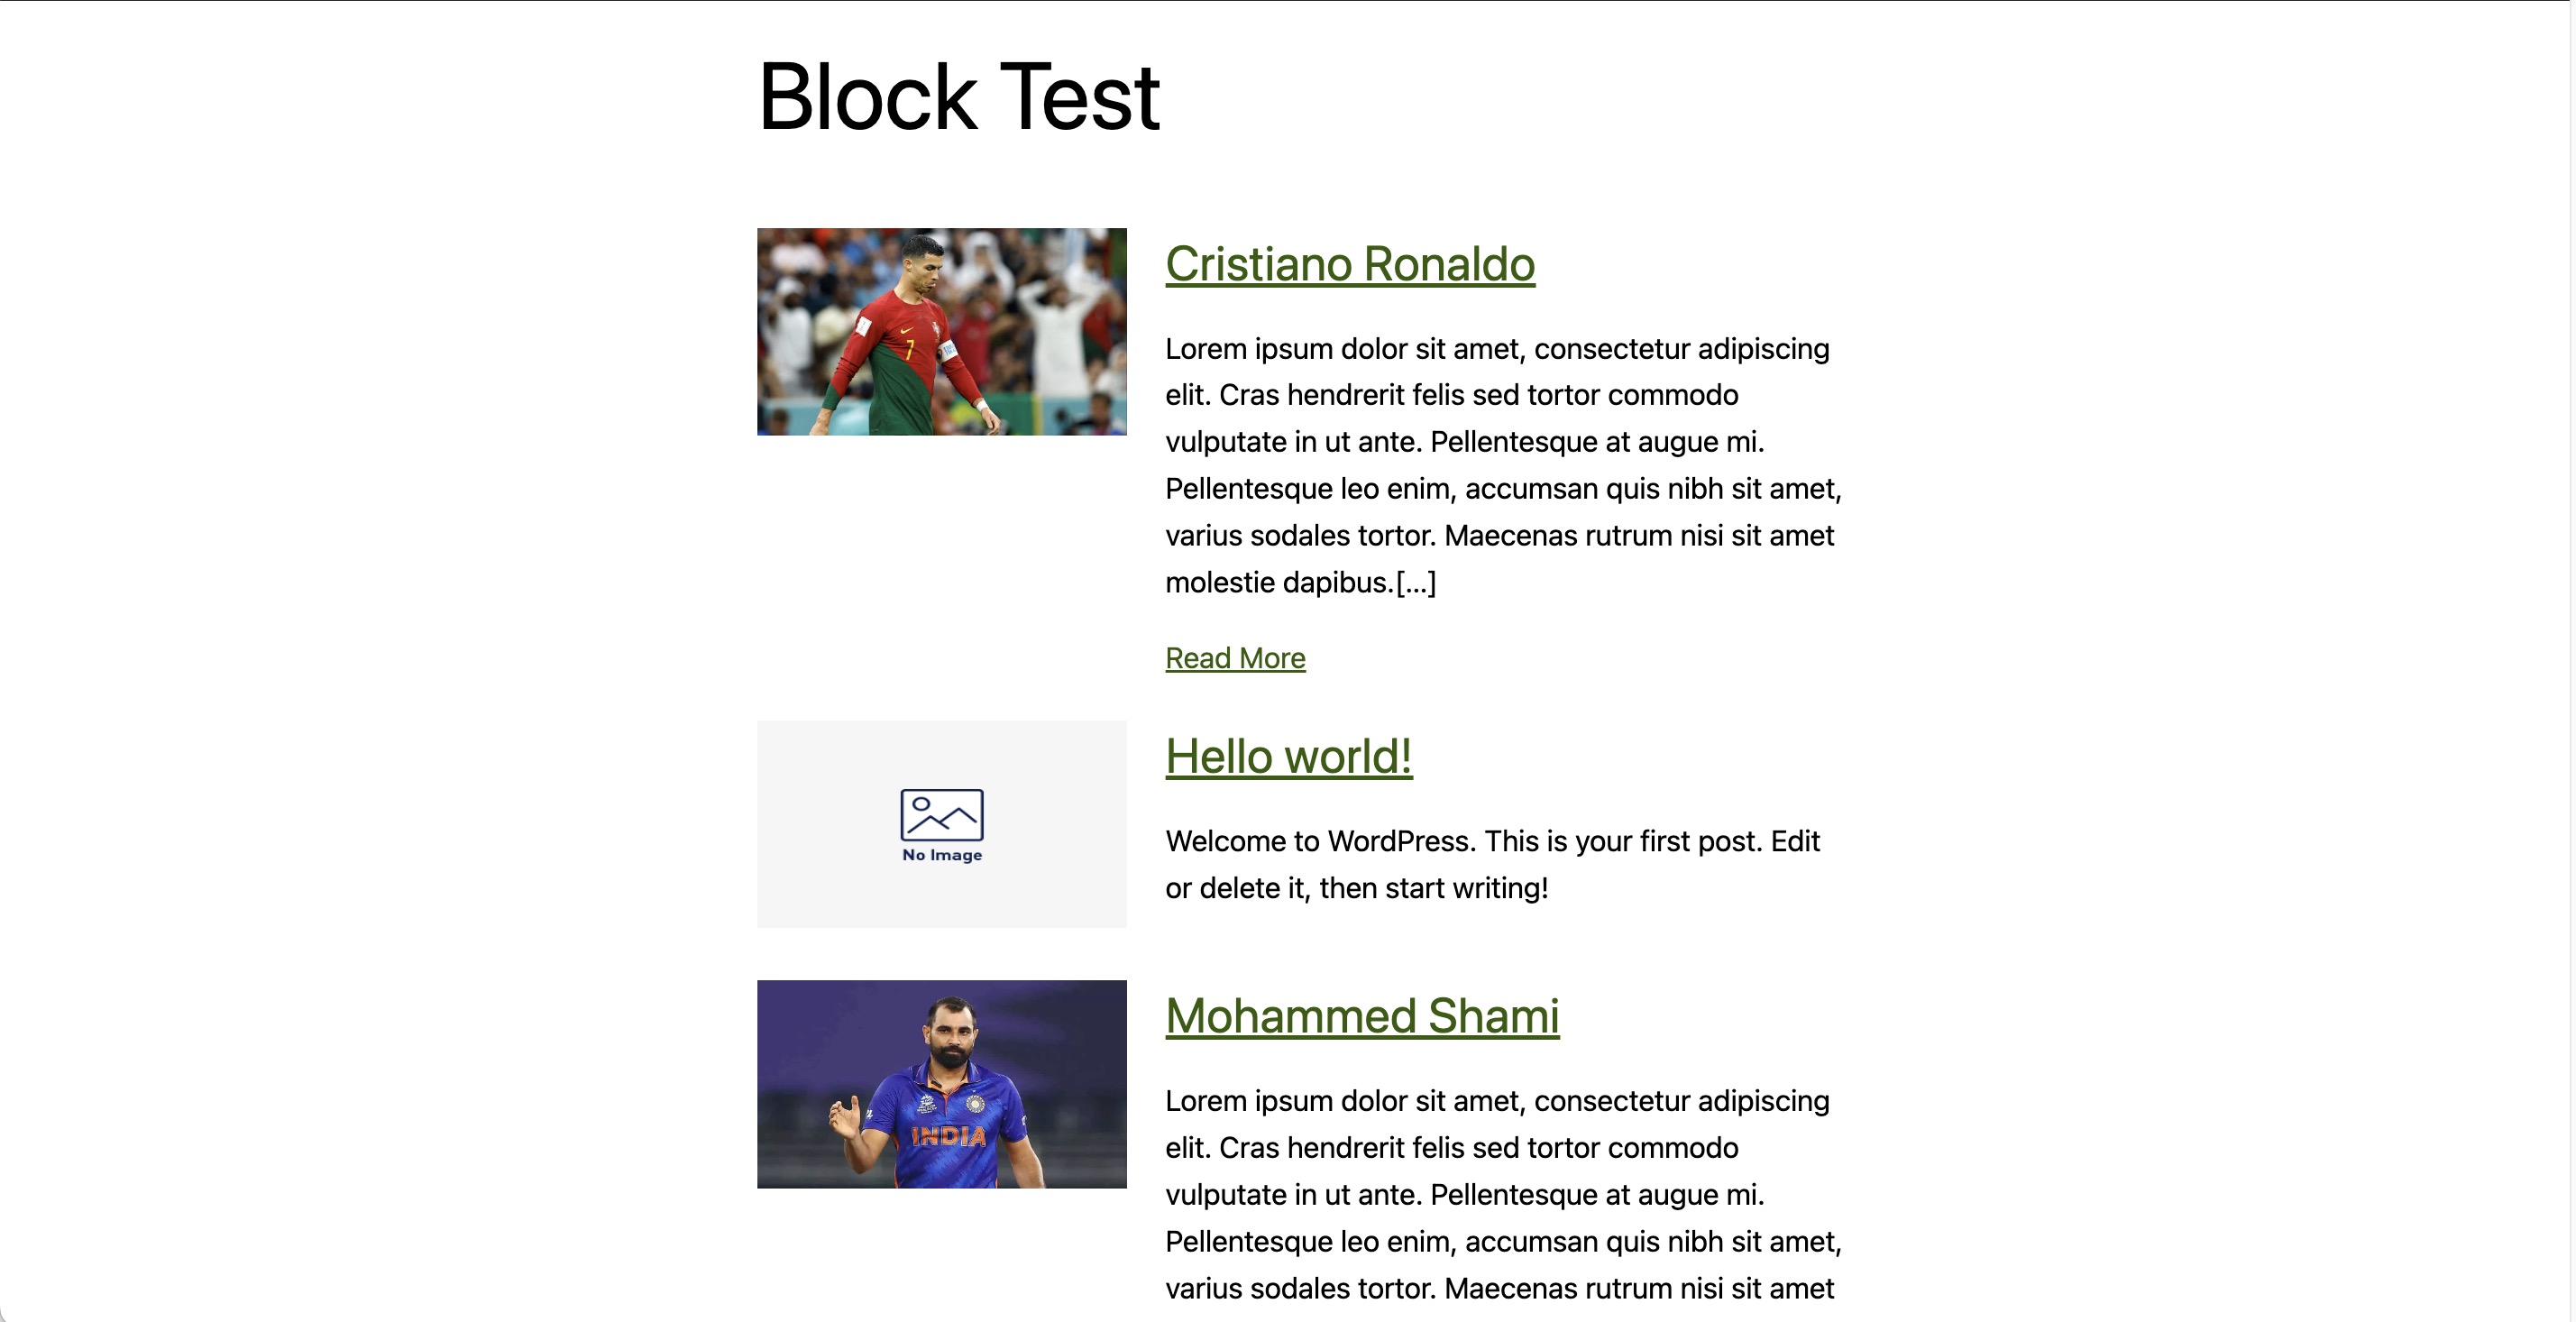 Block Test
Cristiano Ronaldo
Lorem ipsum dolor sit amet, consectetur adipiscing
elit. Cras hendrerit felis sed tortor commodo
vulputate in ut ante. Pellentesque at augue mi.
Pellentesque leo enim, accumsan quis nibh sit amet,
varius sodales tortor. Maecenas rutrum nisi sit amet
molestie dapibus.[...]
Read More
7
No Image
Hello world!
Welcome to WordPress. This is your first post. Edit
or delete it, then start writing!
INDIA
Mohammed Shami
Lorem ipsum dolor sit amet, consectetur adipiscing
elit. Cras hendrerit felis sed tortor commodo
vulputate in ut ante. Pellentesque at augue mi.
Pellentesque leo enim, accumsan quis nibh sit amet,
varius sodales tortor. Maecenas rutrum nisi sit amet